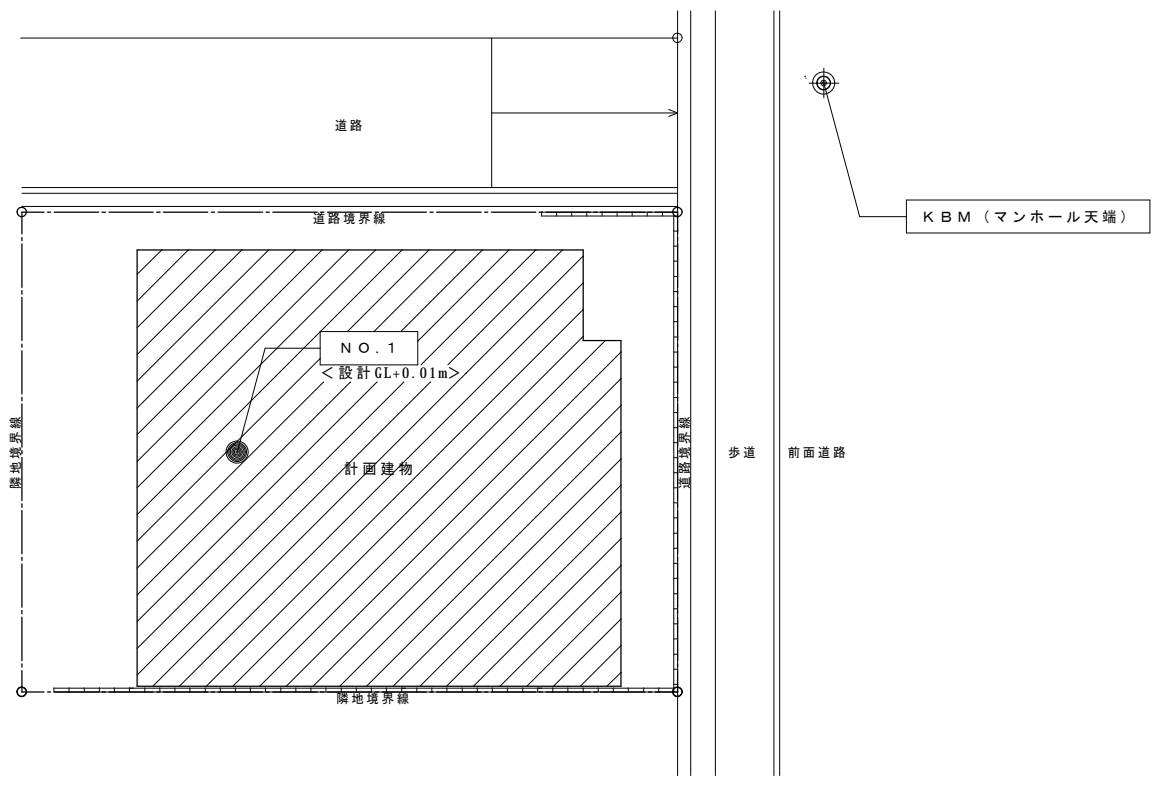 道路
KBM（マンホール天端）
道路境界線
NO.1
＜設計GL+0.01m＞
隣地境界線
計画建物
道路境界線
歩道
前面道路
隣地境界線